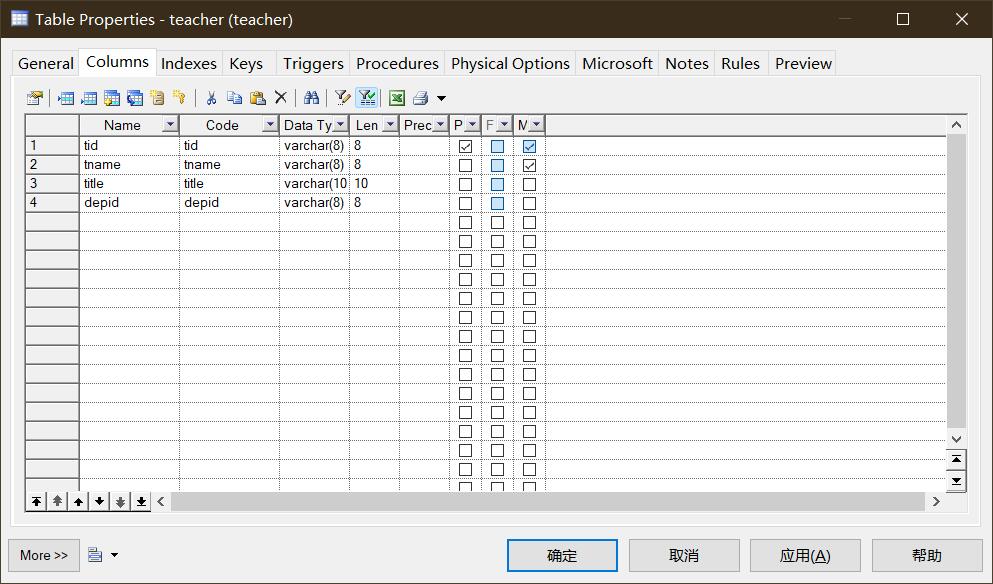 Table Properties - teacher (teacher)
General Columns Indexes Keys Triggers Procedures Physical Options Microsoft Notes Rules Preview
Name Code Data Ty Len Prec P F M
1 tid tid varchar(8) 8
2 tname tname varchar(8) 8
3 title title varchar(10 10
4 depid depid varchar(8) 8
More >> 确定 取消 应用(A) 帮助